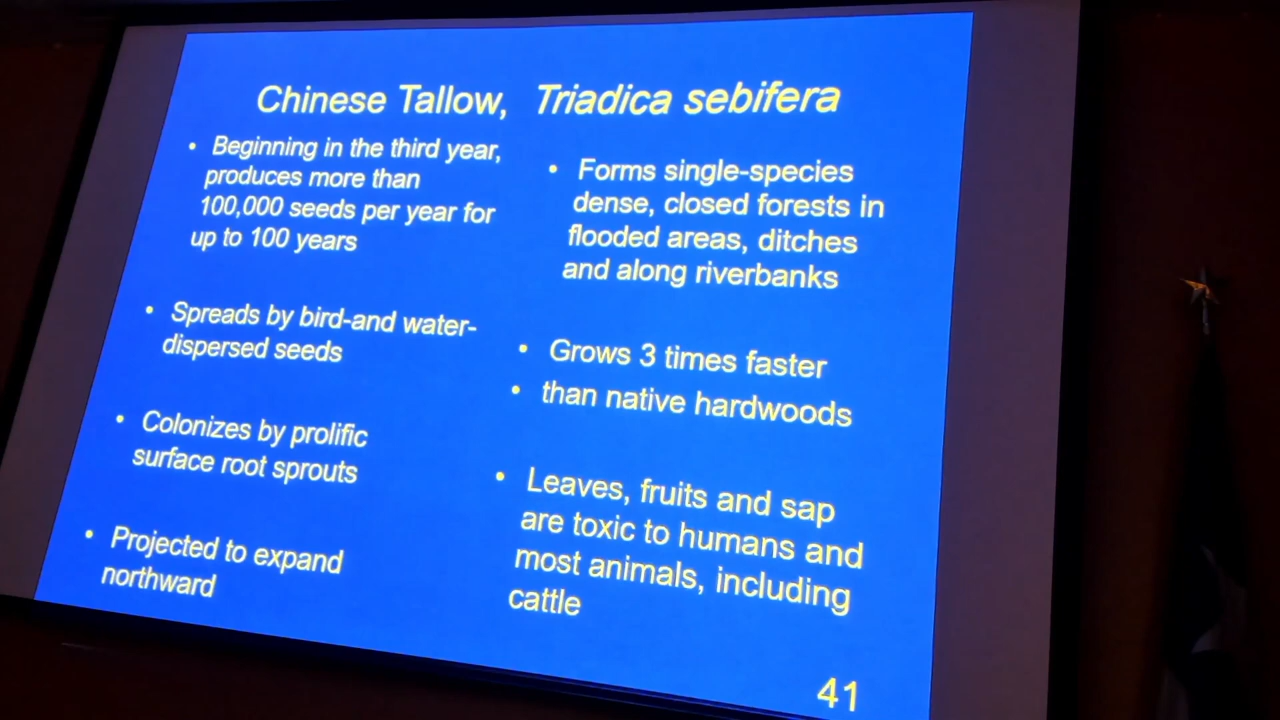 Chinese Tallow, Triadica sebifera
• Beginning in the third year,
produces more than
100,000 seeds per year for
up to 100 years
• Spreads by bird-and water-
dispersed seeds
• Colonizes by prolific
surface root sprouts
• Projected to expand
northward
• Forms single-species
dense, closed forests in
flooded areas, ditches
and along riverbanks
• Grows 3 times faster
• than native hardwoods
• Leaves, fruits and sap
are toxic to humans and
most animals, including
cattle
41